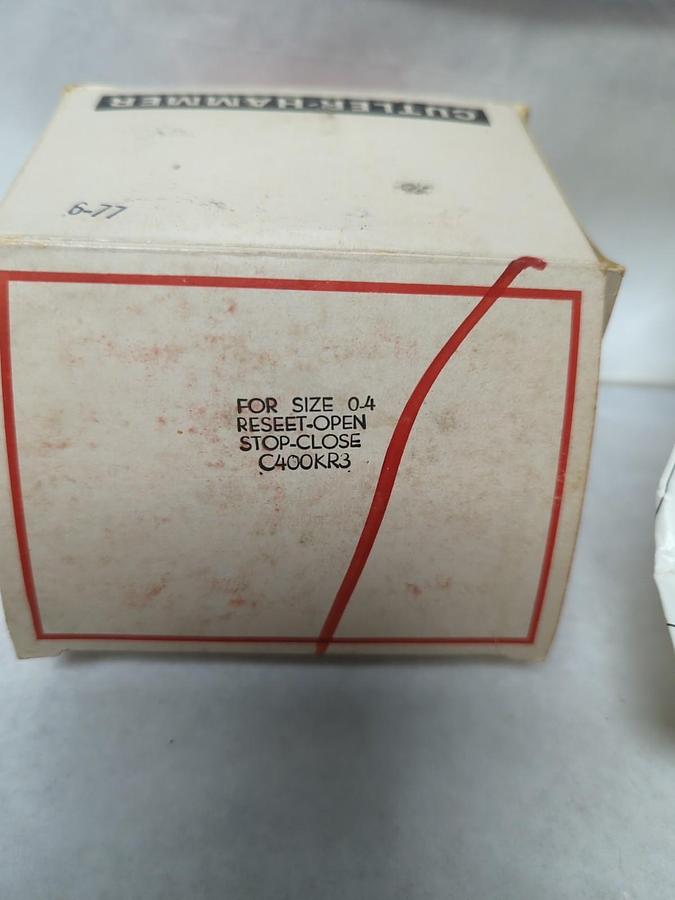 CUTLER-HAMMER
6-77
FOR SIZE 0-4
RESEET-OPEN
STOP-CLOSE
C400KR3